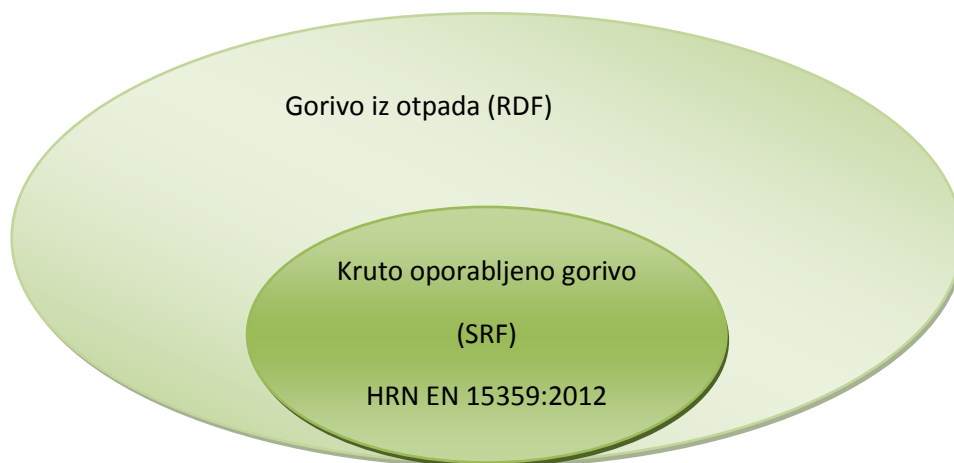 Gorivo iz otpada (RDF)
Kruto oporabljeno gorivo
(SRF)
HRN EN 15359:2012